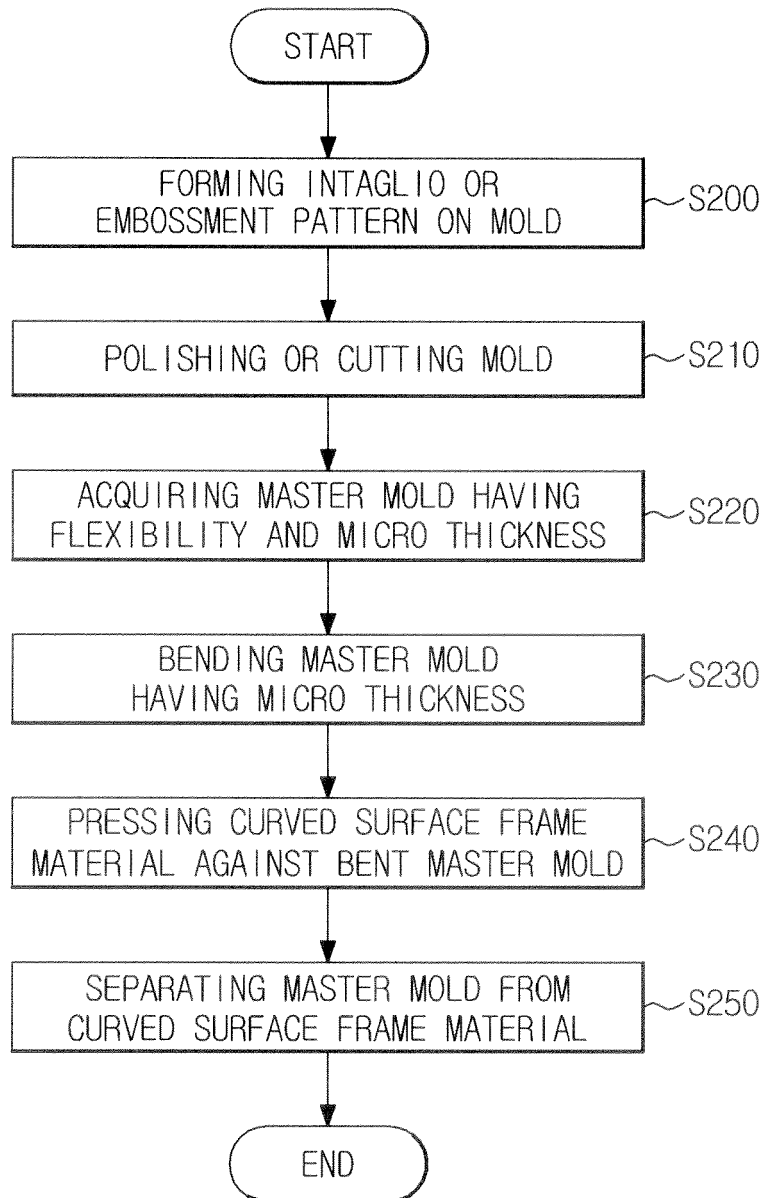 START
FORMING INTAGLIO OR
EMBOSSMENT PATTERN ON MOLD
S200
POLISHING OR CUTTING MOLD
S210
ACQUIRING MASTER MOLD HAVING
FLEXIBILITY AND MICRO THICKNESS
S220
BENDING MASTER MOLD
HAVING MICRO THICKNESS
S230
PRESSING CURVED SURFACE FRAME
MATERIAL AGAINST BENT MASTER MOLD
S240
SEPARATING MASTER MOLD FROM
CURVED SURFACE FRAME MATERIAL
S250
END